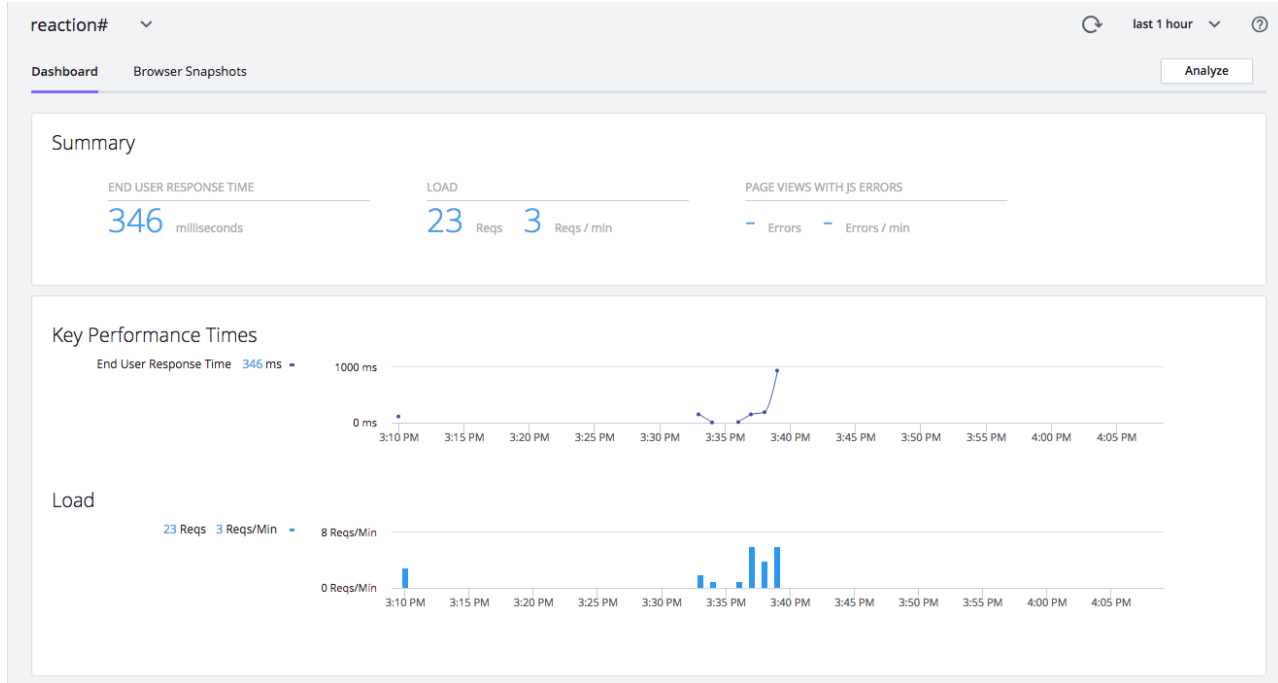 reaction# last 1 hour
Dashboard Browser Snapshots Analyze
Summary
END USER RESPONSE TIME LOAD PAGE VIEWS WITH JS ERRORS
346 milliseconds 23 Reqs 3 Reqs / min - Errors - Errors / min
Key Performance Times
End User Response Time 346 ms -
1000 ms
0 ms
3:10 PM 3:15 PM 3:20 PM 3:25 PM 3:30 PM 3:35 PM 3:40 PM 3:45 PM 3:50 PM 3:55 PM 4:00 PM 4:05 PM
Load
23 Reqs 3 Reqs/Min -
8 Reqs/Min
0 Reqs/Min
3:10 PM 3:15 PM 3:20 PM 3:25 PM 3:30 PM 3:35 PM 3:40 PM 3:45 PM 3:50 PM 3:55 PM 4:00 PM 4:05 PM